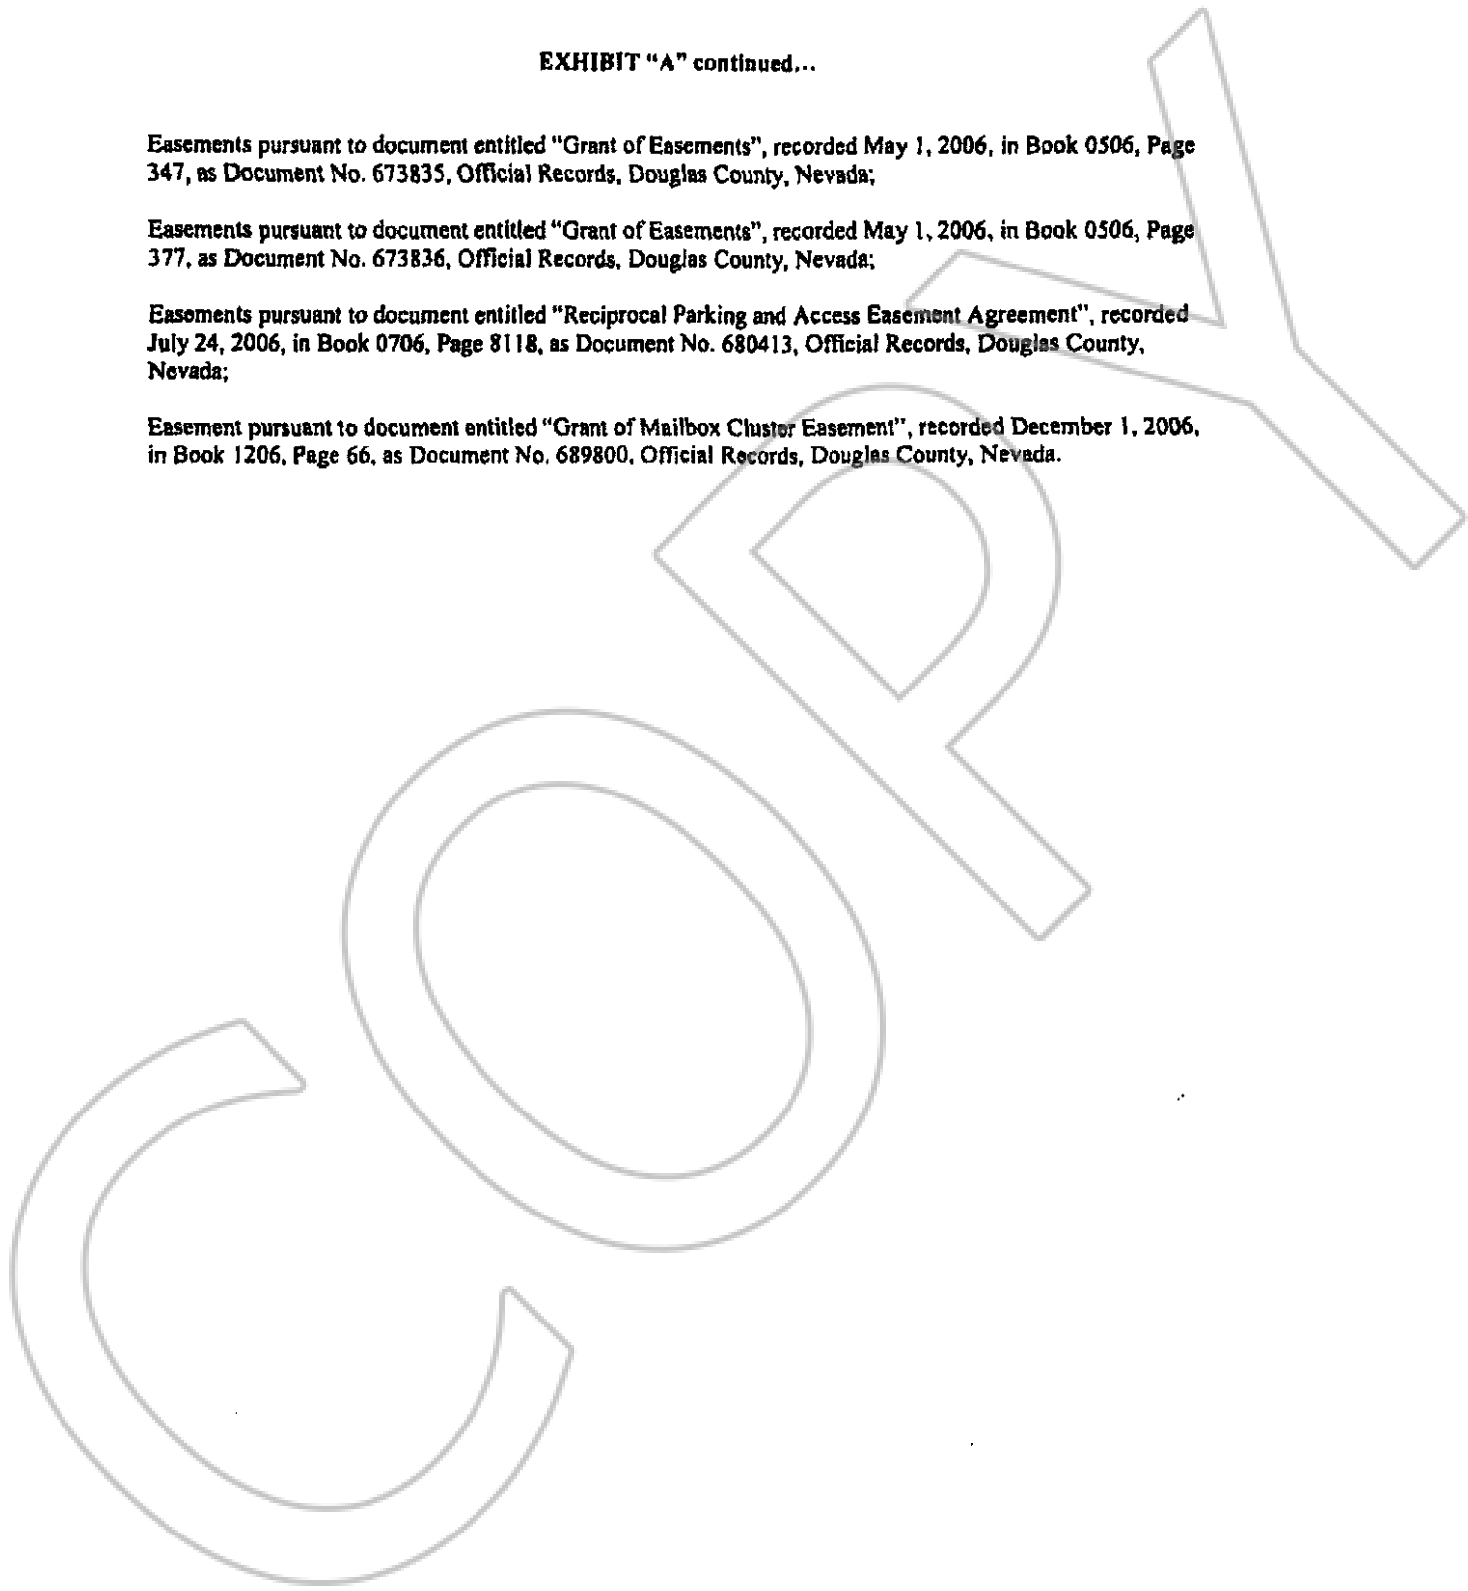 EXHIBIT “A” continued...
Easements pursuant to document entitled “Grant of Easements”, recorded May 1, 2006, in Book 0506, Page
347, as Document No. 673835, Official Records, Douglas County, Nevada;
Easements pursuant to document entitled “Grant of Easements”, recorded May 1, 2006, in Book 0506, Page
377, as Document No. 673836, Official Records, Douglas County, Nevada;
Easements pursuant to document entitled “Reciprocal Parking and Access Easement Agreement”, recorded
July 24, 2006, in Book 0706, Page 8118, as Document No. 680413, Official Records, Douglas County,
Nevada;
Easement pursuant to document entitled “Grant of Mailbox Cluster Easement”, recorded December 1, 2006,
in Book 1206, Page 66, as Document No. 689800, Official Records, Douglas County, Nevada.
COPY